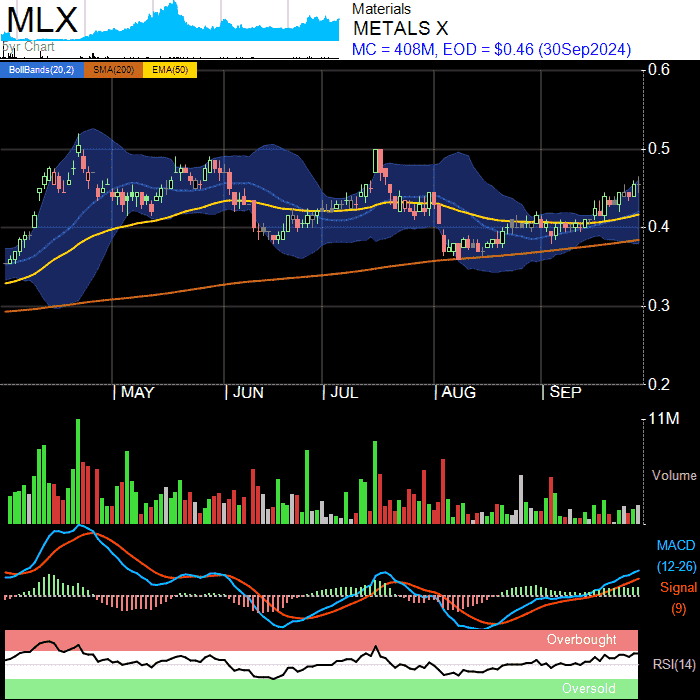 MLX
5yr Chart
Materials
METALS X
MC = 408M, EOD = $0.46 (30Sep2024)
BollBands(20,2) SMA(200) EMA(50)
0.6
0.5
0.4
0.3
0.2
MAY JUN JUL AUG SEP
11M
Volume
MACD
(12-26)
Signal
(9)
Overbought
RSI(14)
Oversold